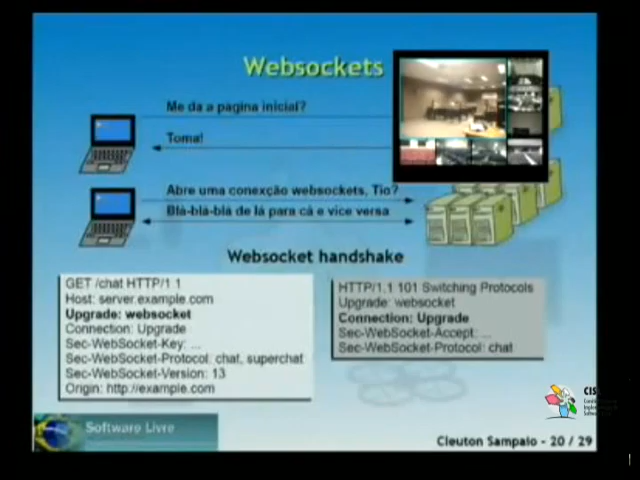 Websockets
Me da a pagina inicial?
Toma!
Abre uma conexção websockets, Tio?
Blá-blá-blá de lá para cá e vice versa
Websocket handshake
GET /chat HTTP/1 1
Host: server.example.com
Upgrade: websocket
Connection: Upgrade
Sec-WebSocket-Key: ...
Sec-WebSocket-Protocol: chat, superchat
Sec-WebSocket-Version: 13
Origin: http://example.com
HTTP/1.1 101 Switching Protocols
Upgrade: websocket
Connection: Upgrade
Sec-WebSocket-Accept: ...
Sec-WebSocket-Protocol: chat
CIS
Software Livre
Cleuton Sampaio - 20 / 29